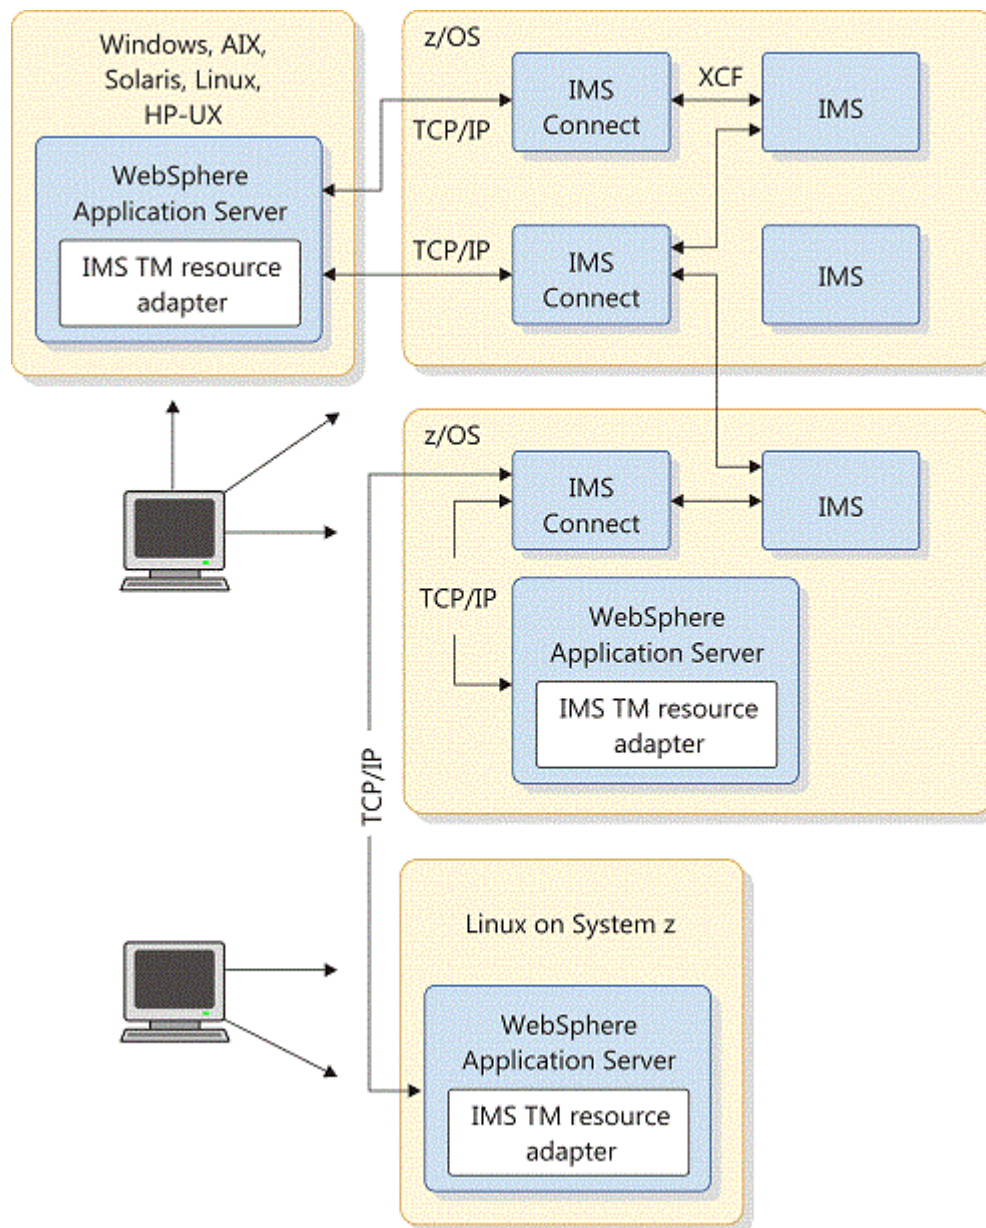 Windows, AIX,
Solaris, Linux,
HP-UX
WebSphere
Application Server
IMS TM resource
adapter
z/OS
TCP/IP
IMS
Connect
XCF
IMS
TCP/IP
IMS
Connect
IMS
z/OS
IMS
Connect
IMS
TCP/IP
WebSphere
Application Server
IMS TM resource
adapter
TCP/IP
Linux on System z
WebSphere
Application Server
IMS TM resource
adapter